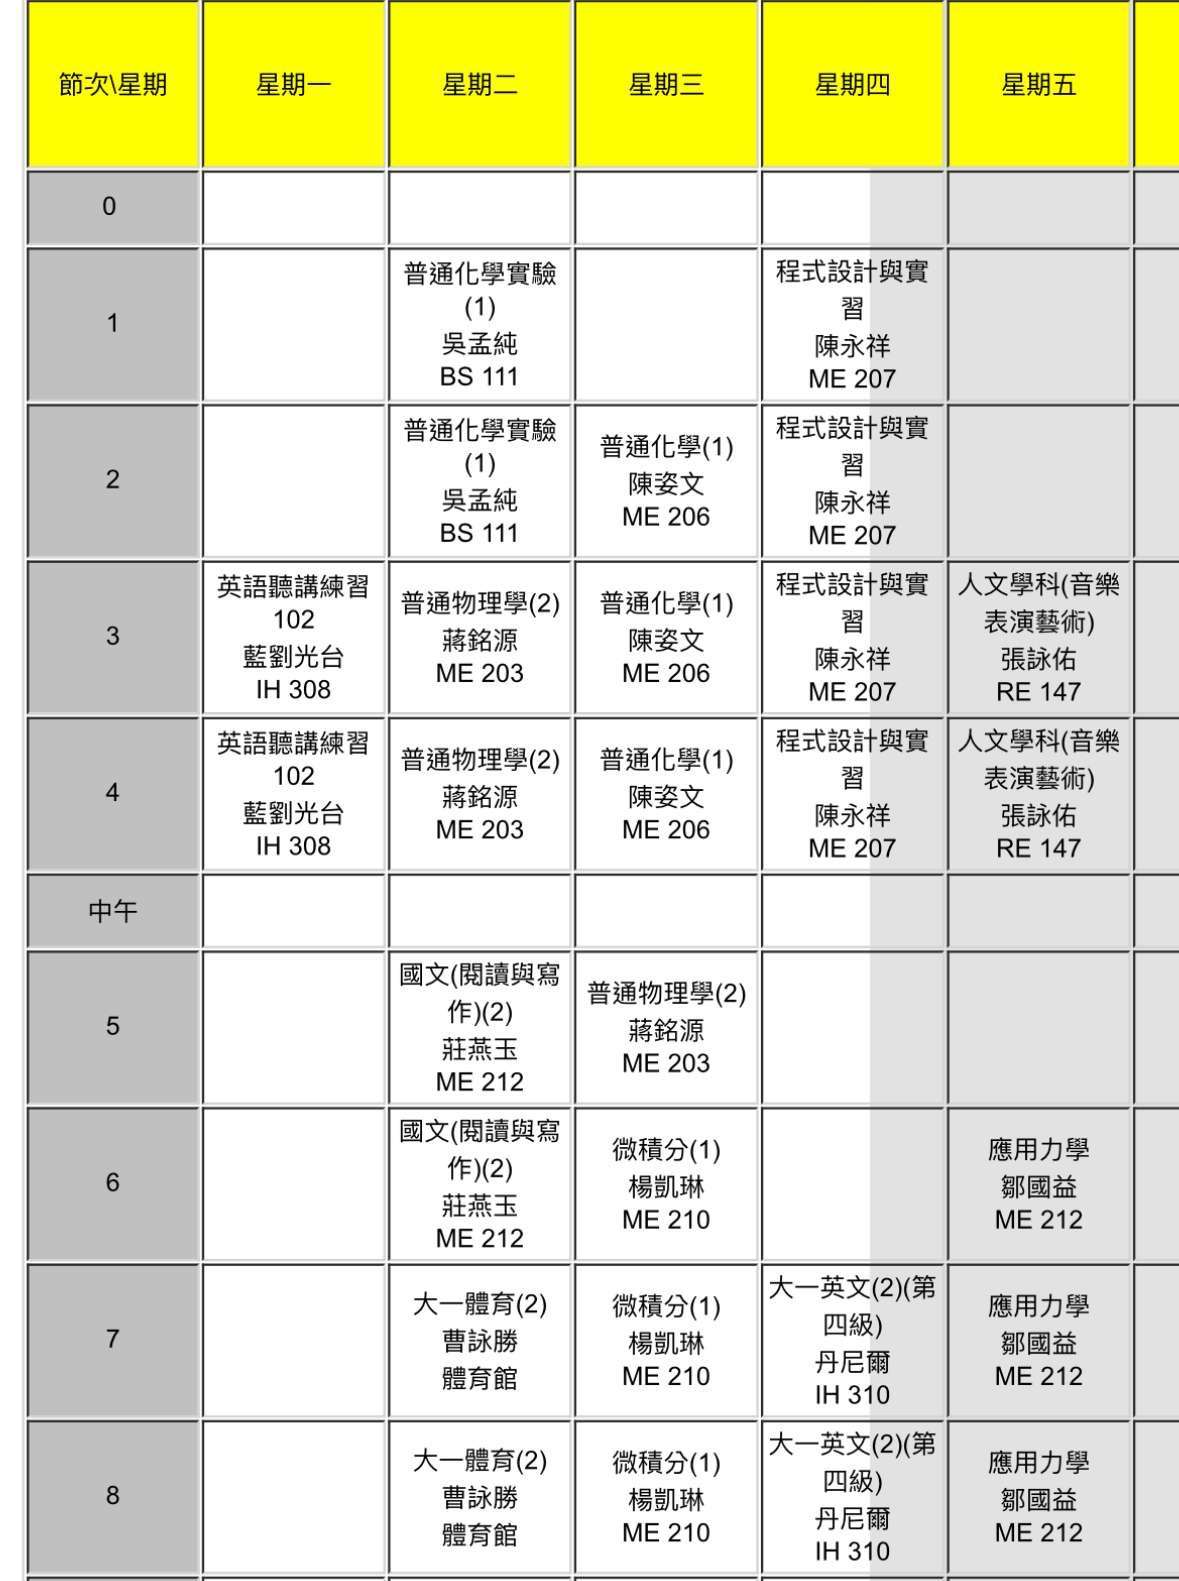 節次\星期 星期一 星期二 星期三 星期四 星期五
0
1
普通化學實驗
(1)
吳孟純
BS 111
程式設計與實
習
陳永祥
ME 207
2
普通化學實驗
(1)
吳孟純
BS 111
普通化學(1)
陳姿文
ME 206
程式設計與實
習
陳永祥
ME 207
3
英語聽講練習
102
藍劉光台
IH 308
普通物理學(2)
蔣銘源
ME 203
普通化學(1)
陳姿文
ME 206
程式設計與實
習
陳永祥
ME 207
人文學科(音樂
表演藝術)
張詠佑
RE 147
4
英語聽講練習
102
藍劉光台
IH 308
普通物理學(2)
蔣銘源
ME 203
普通化學(1)
陳姿文
ME 206
程式設計與實
習
陳永祥
ME 207
人文學科(音樂
表演藝術)
張詠佑
RE 147
中午
5
國文(閱讀與寫
作)(2)
莊燕玉
ME 212
普通物理學(2)
蔣銘源
ME 203
6
國文(閱讀與寫
作)(2)
莊燕玉
ME 212
微積分(1)
楊凱琳
ME 210
應用力學
鄒國益
ME 212
7
大一體育(2)
曹詠勝
體育館
微積分(1)
楊凱琳
ME 210
大一英文(2)(第
四級)
丹尼爾
IH 310
應用力學
鄒國益
ME 212
8
大一體育(2)
曹詠勝
體育館
微積分(1)
楊凱琳
ME 210
大一英文(2)(第
四級)
丹尼爾
IH 310
應用力學
鄒國益
ME 212